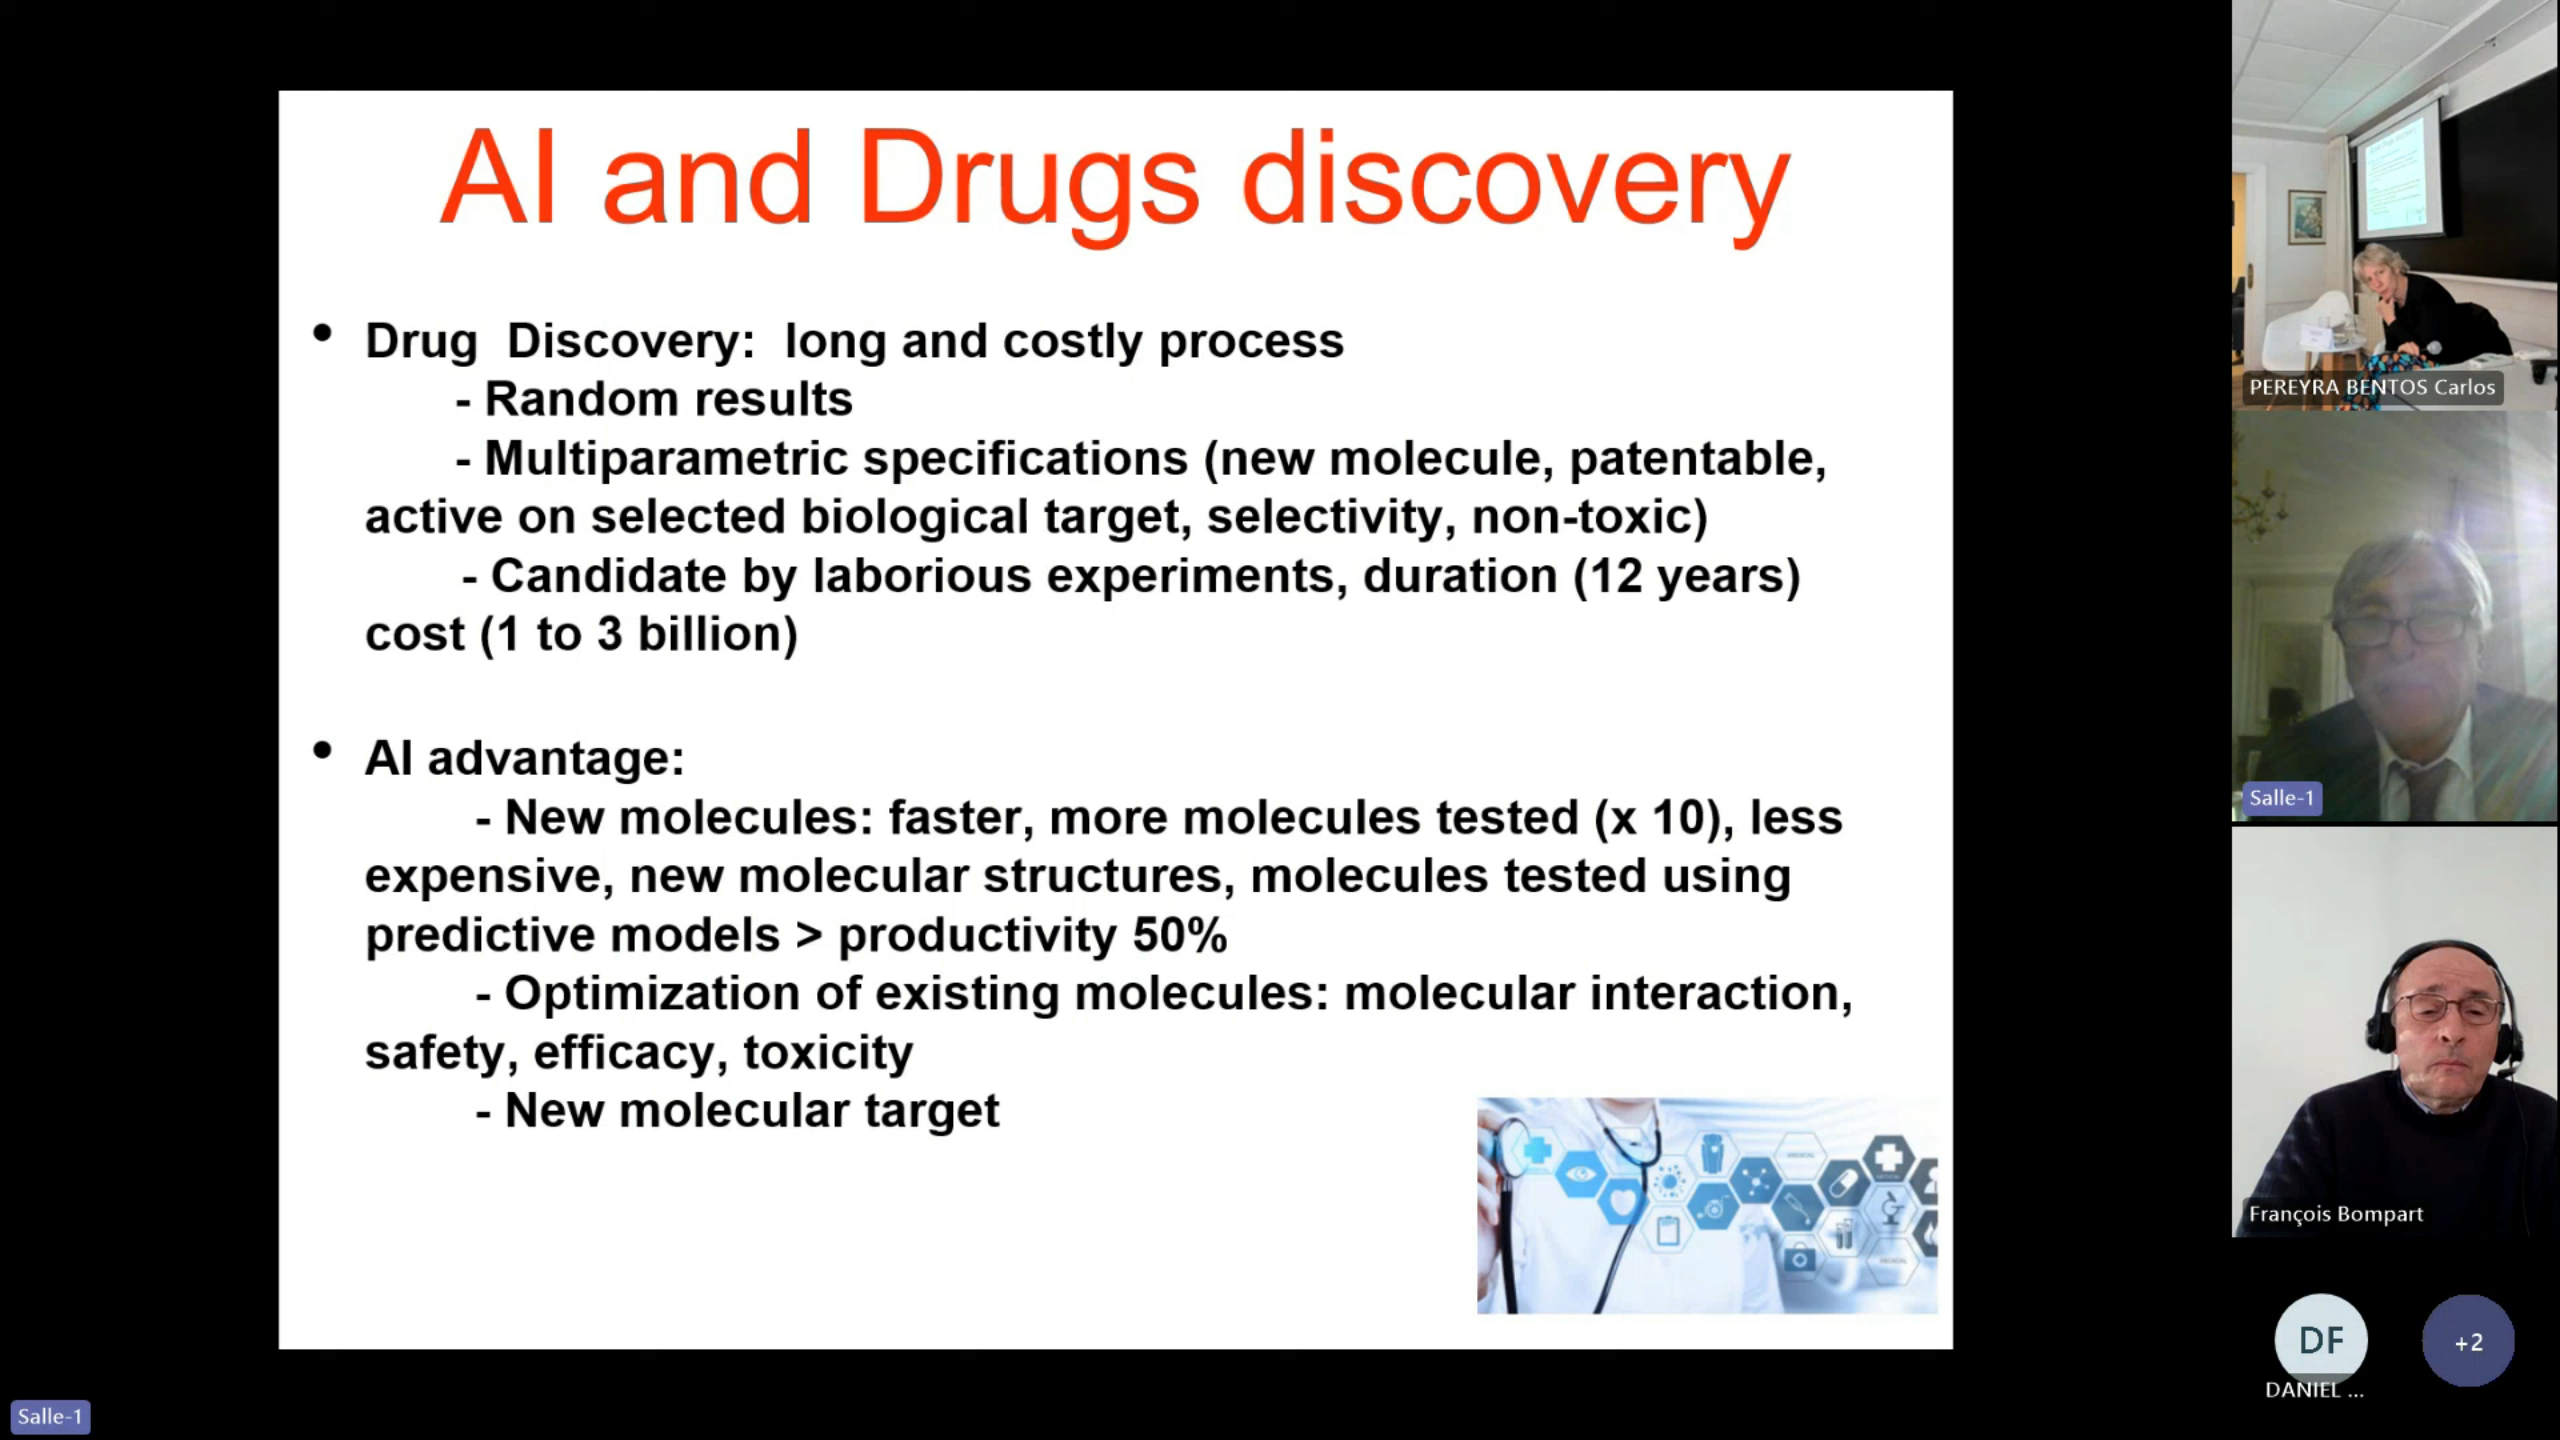 AI and Drugs discovery
• Drug Discovery: long and costly process
- Random results
- Multiparametric specifications (new molecule, patentable,
active on selected biological target, selectivity, non-toxic)
- Candidate by laborious experiments, duration (12 years)
cost (1 to 3 billion)
• AI advantage:
- New molecules: faster, more molecules tested (x 10), less
expensive, new molecular structures, molecules tested using
predictive models > productivity 50%
- Optimization of existing molecules: molecular interaction,
safety, efficacy, toxicity
- New molecular target
MEDICAL
MEDICAL
PEREYRA BENTOS Carlos
Salle-1
François Bompart
DF
DANIEL ...
+2
Salle-1